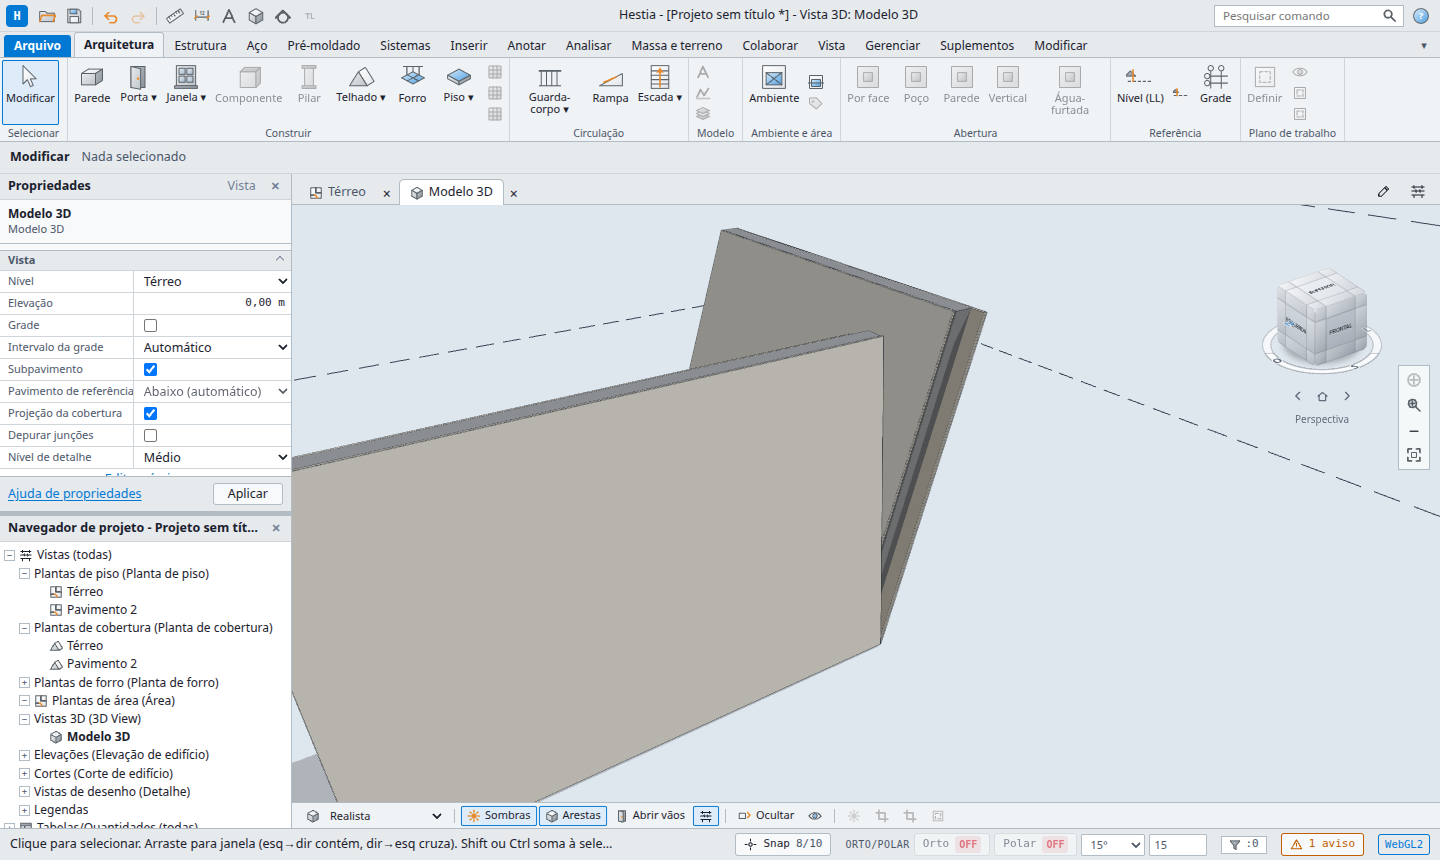 H
TL
Hestia - [Projeto sem título *] - Vista 3D: Modelo 3D
Pesquisar comando
?
Arquivo
Arquitetura
Estrutura
Aço
Pré-moldado
Sistemas
Inserir
Anotar
Analisar
Massa e terreno
Colaborar
Vista
Gerenciar
Suplementos
Modificar
Modificar
Parede
Porta ▾
Janela ▾
Componente
Pilar
Telhado ▾
Forro
Piso ▾
Guarda-
corpo ▾
Rampa
Escada ▾
Ambiente
Por face
Poço
Parede
Vertical
Água-
furtada
Nível (LL)
Grade
Definir
Selecionar
Construir
Circulação
Modelo
Ambiente e área
Abertura
Referência
Plano de trabalho
Modificar Nada selecionado
Propriedades
Vista
Modelo 3D
Modelo 3D
Vista
Nível
Térreo
Elevação
0,00 m
Grade
Intervalo da grade
Automático
Subpavimento
Pavimento de referência
Abaixo (automático)
Projeção da cobertura
Depurar junções
Nível de detalhe
Médio
Ajuda de propriedades
Aplicar
Navegador de projeto - Projeto sem tít...
Vistas (todas)
Plantas de piso (Planta de piso)
Térreo
Pavimento 2
Plantas de cobertura (Planta de cobertura)
Térreo
Pavimento 2
Plantas de forro (Planta de forro)
Plantas de área (Área)
Vistas 3D (3D View)
Modelo 3D
Elevações (Elevação de edifício)
Cortes (Corte de edifício)
Vistas de desenho (Detalhe)
Legendas
Tabelas/Quantidades (todas)
Térreo
Modelo 3D
SUPERIOR
FRONTAL
O
S
Perspectiva
Realista
Sombras
Arestas
Abrir vãos
Ocultar
Clique para selecionar. Arraste para janela (esq→dir contém, dir→esq cruza). Shift ou Ctrl soma à sele...
Snap 8/10
ORTO/POLAR
Orto OFF
Polar OFF
15°
15
:0
1 aviso
WebGL2